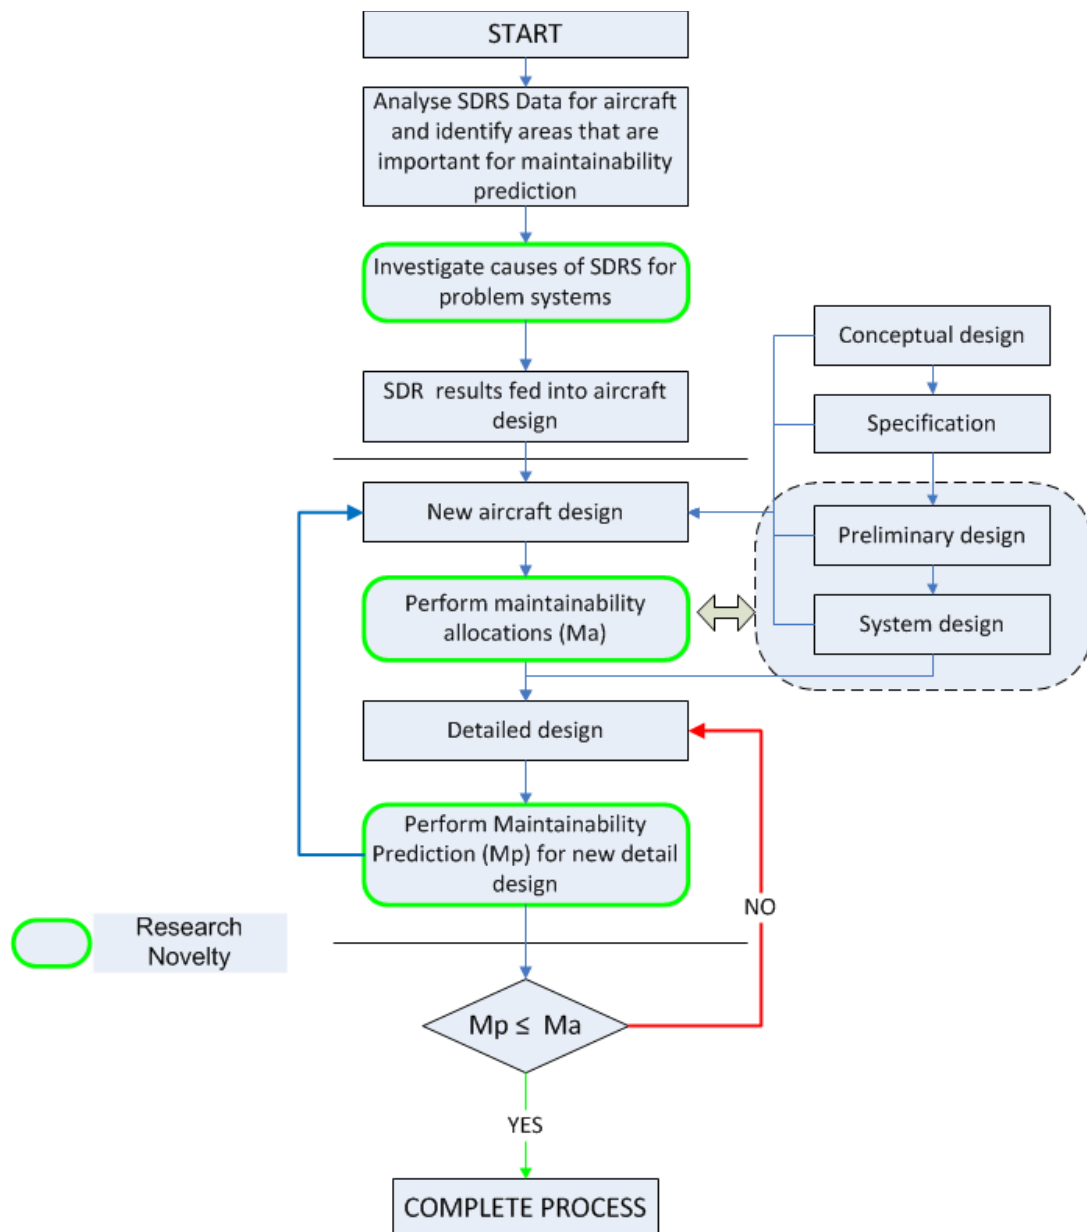 START
Analyse SDRS Data for aircraft
and identify areas that are
important for maintainability
prediction
Investigate causes of SDRS for
problem systems
SDR results fed into aircraft
design
Conceptual design
Specification
New aircraft design
Preliminary design
Perform maintainability
allocations (Ma)
System design
Detailed design
Perform Maintainability
Prediction (Mp) for new detail
design
NO
Research
Novelty
Mp ≤ Ma
YES
COMPLETE PROCESS